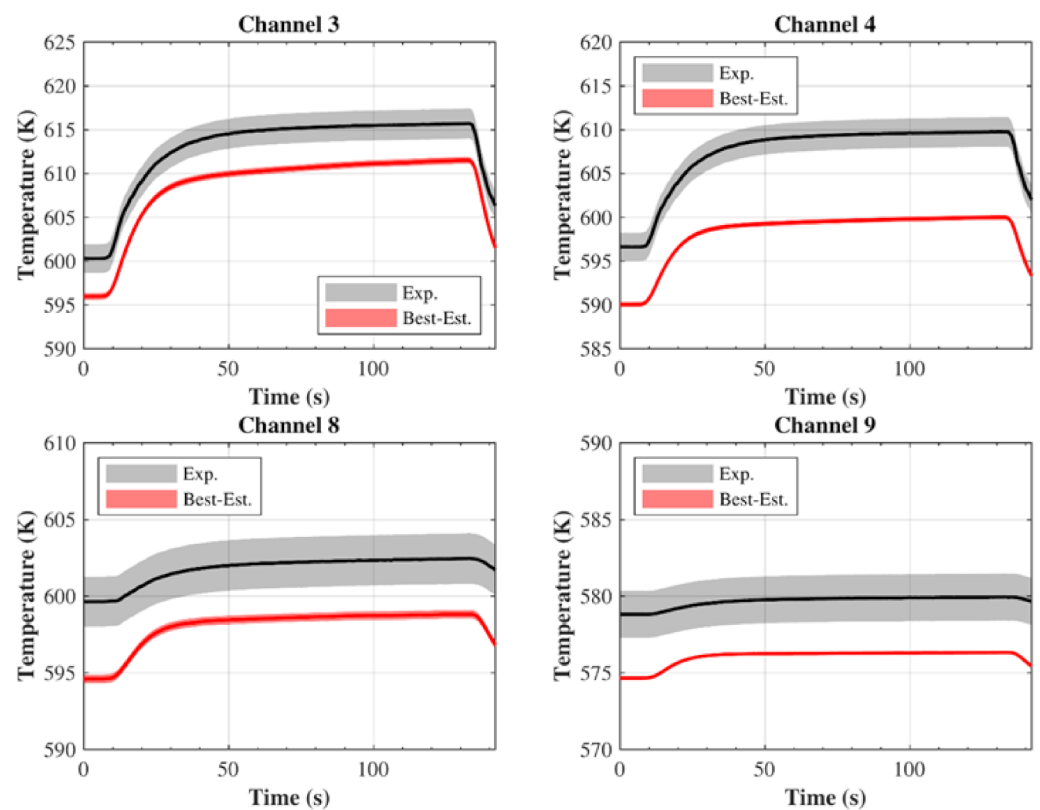 Channel 3
Temperature (K)
625
620
615
610
605
600
595
590
Exp.
Best-Est.
0
50
100
Time (s)
Channel 4
Temperature (K)
620
615
610
605
600
595
590
585
Exp.
Best-Est.
0
50
100
Time (s)
Channel 8
Temperature (K)
610
605
600
595
590
Exp.
Best-Est.
0
50
100
Time (s)
Channel 9
Temperature (K)
590
585
580
575
570
Exp.
Best-Est.
0
50
100
Time (s)